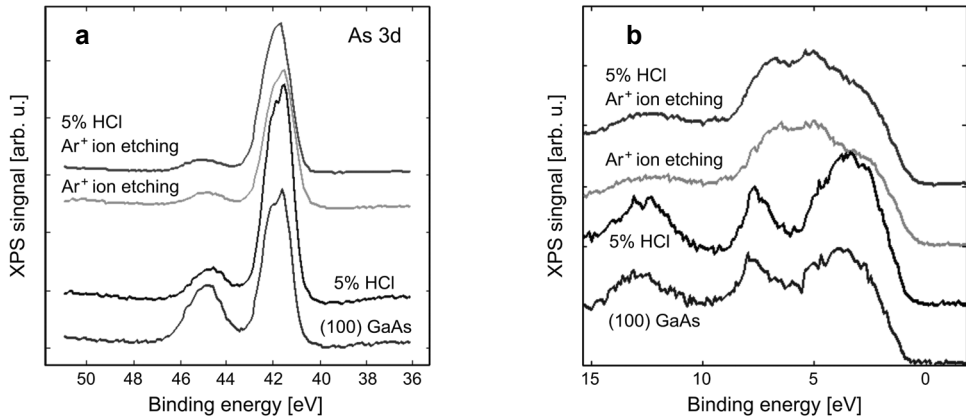 a
As 3d
5% HCl
Ar⁺ ion etching
Ar⁺ ion etching
5% HCl
(100) GaAs
XPS singnal [arb. u.]
50 48 46 44 42 40 38 36
Binding energy [eV]
b
5% HCl
Ar⁺ ion etching
Ar⁺ ion etching
5% HCl
(100) GaAs
XPS singnal [arb. u.]
15 10 5 0
Binding energy [eV]